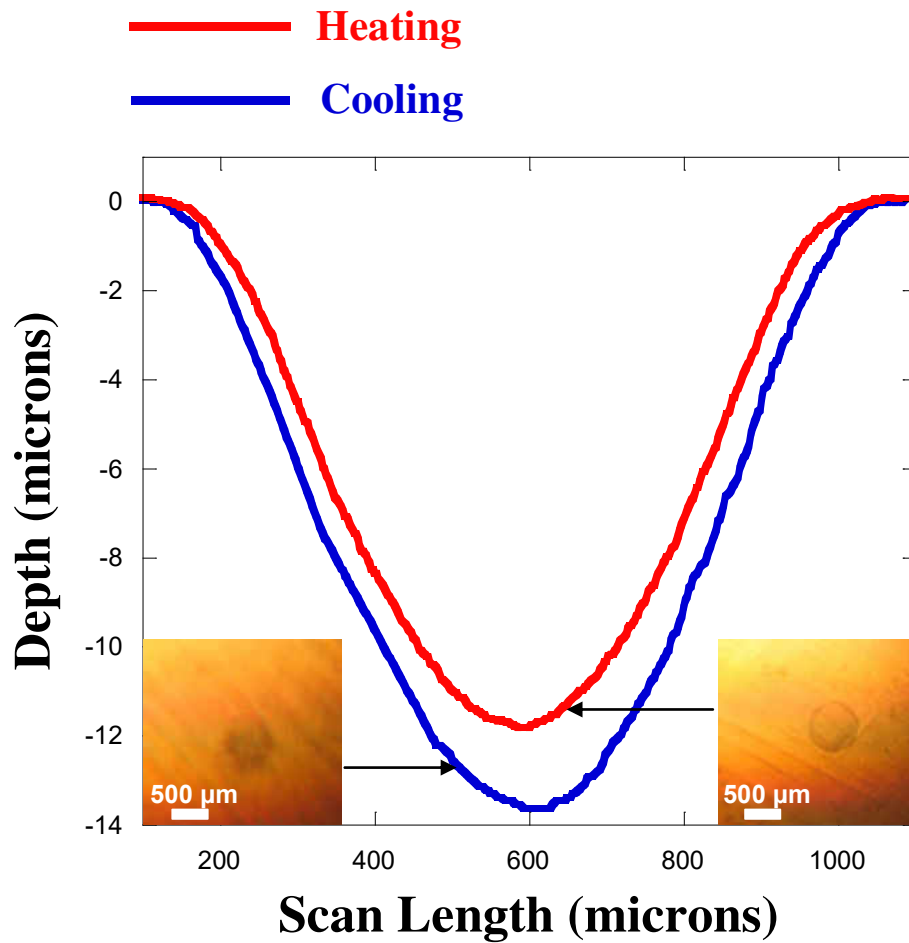 Heating
Cooling
0
-2
-4
-6
-8
-10
-12
-14
Depth (microns)
500 µm
500 µm
200 400 600 800 1000
Scan Length (microns)